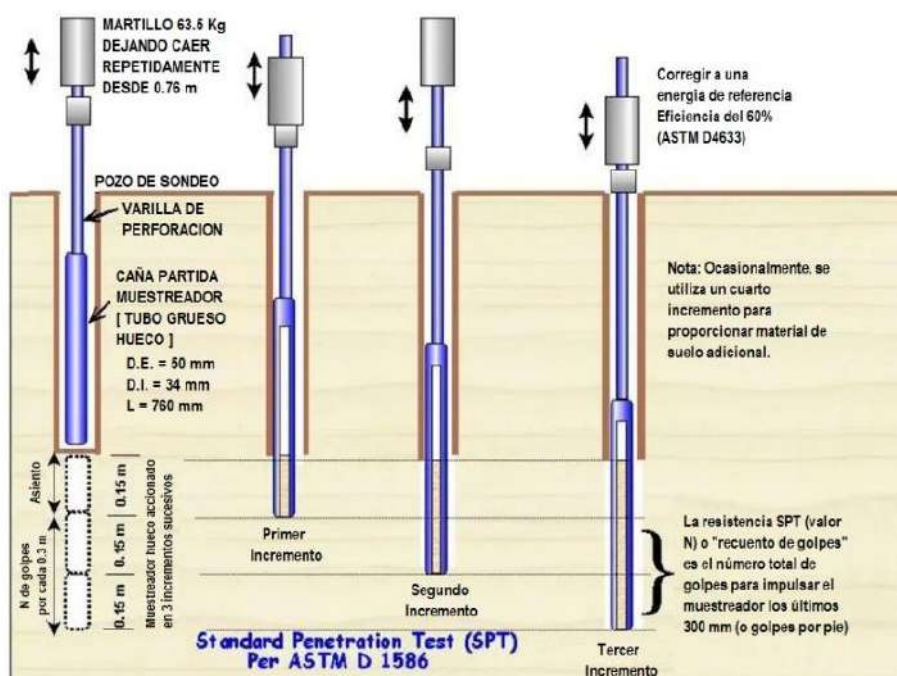 MARTILLO 63.5 Kg
DEJANDO CAER
REPETIDAMENTE
DESDE 0.76 m
Corregir a una
energia de referencia
Eficiencia del 60%
(ASTM D4633)
POZO DE SONDEO
VARILLA DE
PERFORACION
CAÑA PARTIDA
MUESTREADOR
[ TUBO GRUESO
HUECO ]
D.E. = 50 mm
D.I. = 34 mm
L = 760 mm
Nota: Ocasionalmente, se
utiliza un cuarto
incremento para
proporcionar material de
suelo adicional.
Asiento
N de golpes
por cada 0.3 m
0.15 m
0.15 m
0.15 m
Muestreador hueco accionado
en 3 incrementos sucesivos
Primer
Incremento
Segundo
Incremento
Tercer
Incremento
La resistencia SPT (valor
N) o "recuento de golpes"
es el número total de
golpes para impulsar el
muestreador los últimos
300 mm (o golpes por pie)
Standard Penetration Test (SPT)
Per ASTM D 1586